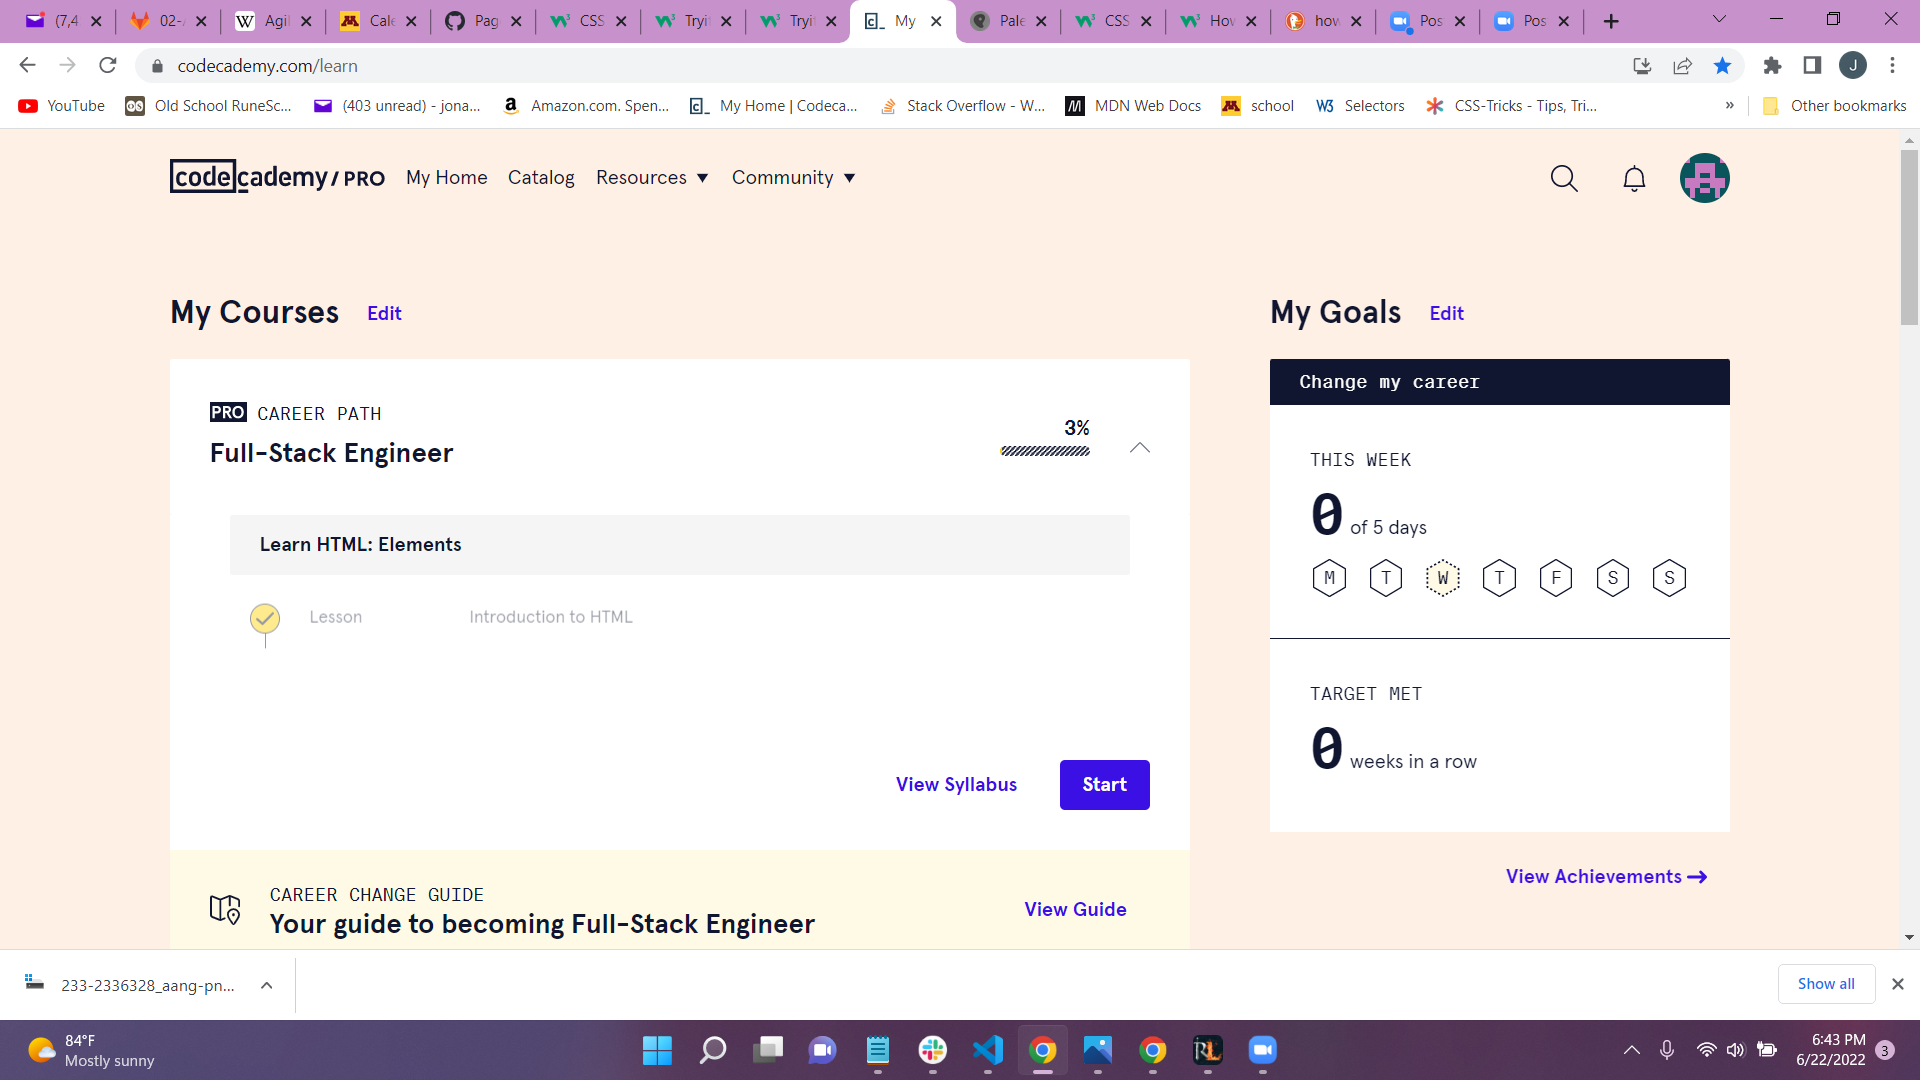 (7,4
02-
Agil
Cale
Pag
CSS
Tryi
Tryi
My
Pale
CSS
How
how
Pos
Pos
codecademy.com/learn
J
YouTube
Old School RuneSc...
(403 unread) - jona...
Amazon.com. Spen...
My Home | Codeca...
Stack Overflow - W...
MDN Web Docs
school
Selectors
CSS-Tricks - Tips, Tri...
»
Other bookmarks
codecademy/PRO
My Home
Catalog
Resources
Community
My Courses
Edit
PRO CAREER PATH
Full-Stack Engineer
3%
Learn HTML: Elements
Lesson
Introduction to HTML
View Syllabus
Start
CAREER CHANGE GUIDE
Your guide to becoming Full-Stack Engineer
View Guide
My Goals
Edit
Change my career
THIS WEEK
0 of 5 days
M T W T F S S
TARGET MET
0 weeks in a row
View Achievements
233-2336328_aang-pn...
Show all
84°F
Mostly sunny
6:43 PM
6/22/2022
3